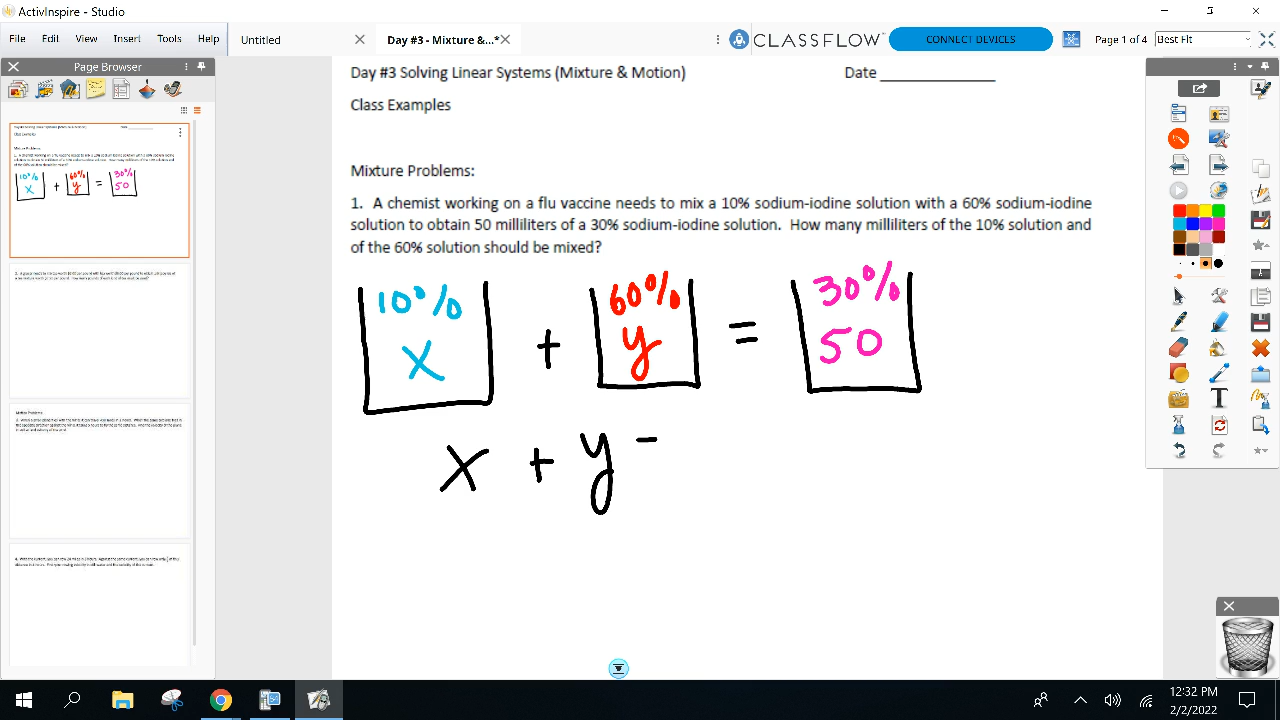 ActivInspire - Studio
File Edit View Insert Tools Help Untitled Day #3 - Mixture &...* CLASSFLOW CONNECT DEVICES Page 1 of 4 Best Fit
Page Browser
Day #3 Solving Linear Systems (Mixture & Motion) Date ______________
Class Examples
Mixture Problems:
1. A chemist working on a flu vaccine needs to mix a 10% sodium-iodine solution with a 60% sodium-iodine
solution to obtain 50 milliliters of a 30% sodium-iodine solution. How many milliliters of the 10% solution and
of the 60% solution should be mixed?
10% 60% 30%
x + y = 50
x + y -
12:32 PM
2/2/2022